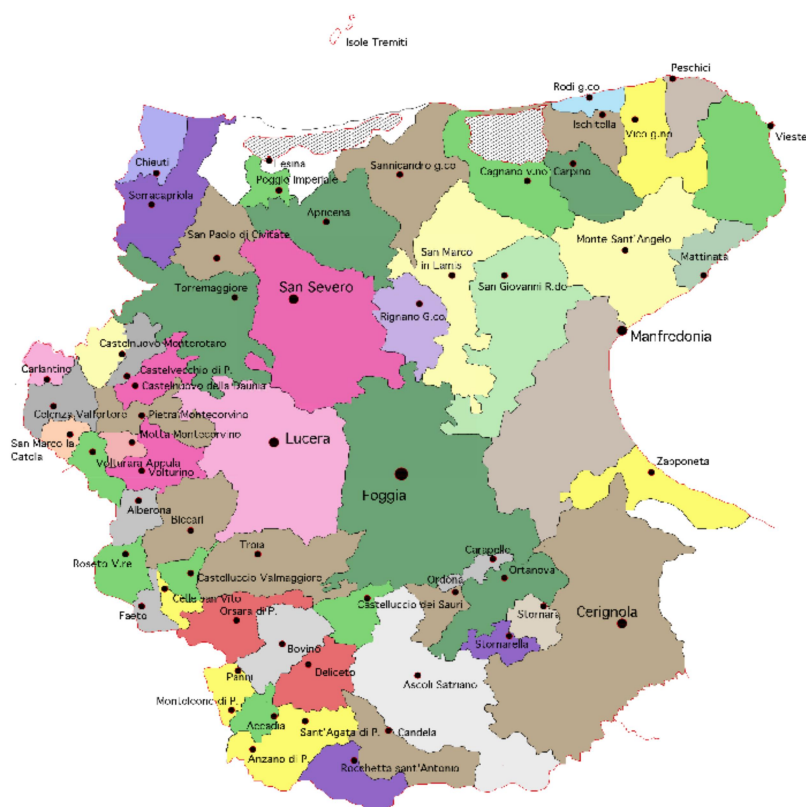 Isole Tremiti
Peschici
Rodi g.co
Ischitella
Vico g.no
Vieste
Lesina
Chieuti
Sannicandro g.co
Carpino
Cagnano v.no
Poggio Imperiale
Serracapriola
Apricena
San Paolo di Civitate
Monte Sant'Angelo
San Marco
in Lamis
Mattinata
San Giovanni R.do
Torremaggiore
San Severo
Rignano G.co
Manfredonia
Castelnuovo Monterotaro
Carlantino
Castelvecchio di P.
Castelnuovo della Daunia
Celenza Valfortore
Pietra Montecorvino
Motta Montecorvino
San Marco la
Catola
Lucera
Volturara Appula
Volturino
Zapponeta
Foggia
Alberona
Biccari
Troia
Carapelle
Roseto V.re
Castelluccio Valmaggiore
Ordona
Ortanova
Celle san Vito
Castelluccio dei Sauri
Faeto
Orsara di P.
Stornara
Cerignola
Stornarella
Bovino
Panni
Deliceto
Ascoli Satriano
Monteleone di P.
Accadia
Sant'Agata di P.
Candela
Anzano di P.
Rocchetta sant'Antonio